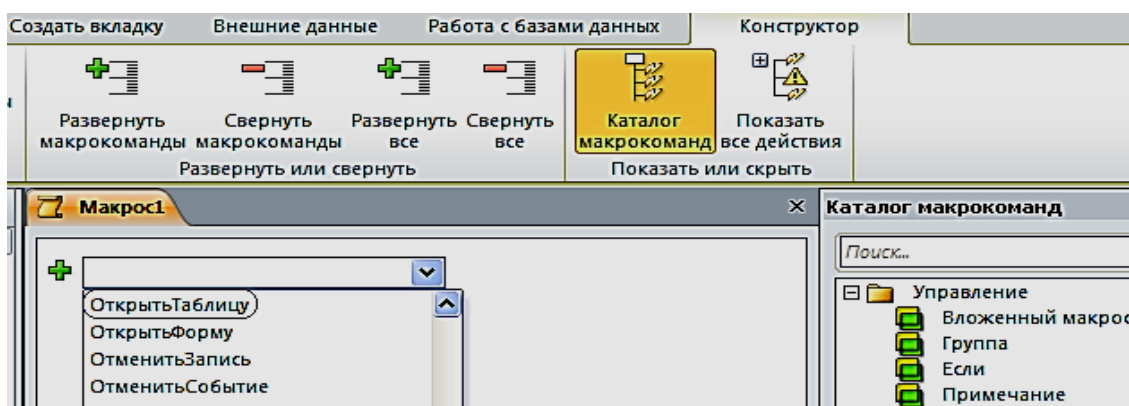 Создать вкладку Внешние данные Работа с базами данных Конструктор
Развернуть макрокоманды
Свернуть макрокоманды
Развернуть все
Свернуть все
Каталог макрокоманд
Показать все действия
Развернуть или свернуть
Показать или скрыть
Макрос1
Каталог макрокоманд
Поиск...
ОткрытьТаблицу
ОткрытьФорму
ОтменитьЗапись
ОтменитьСобытие
Управление
Вложенный макрос
Группа
Если
Примечание